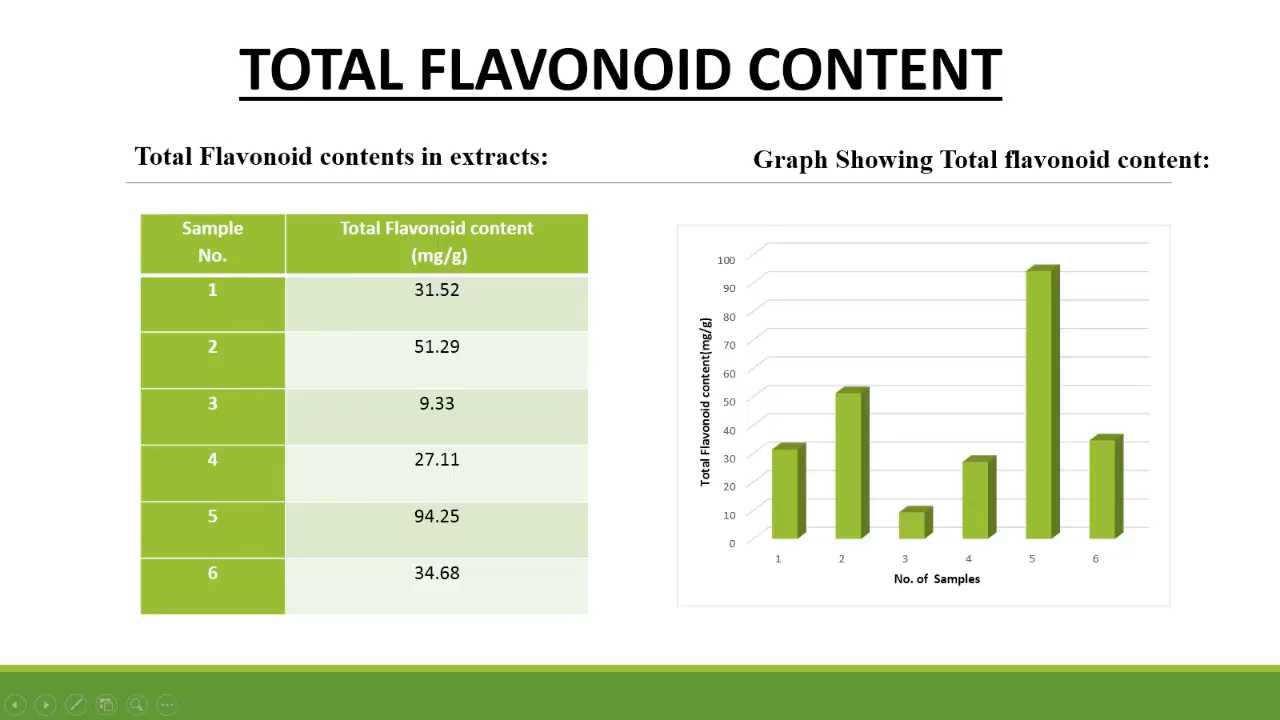 TOTAL FLAVONOID CONTENT
Total Flavonoid contents in extracts:
Sample No.
Total Flavonoid content (mg/g)
1 31.52
2 51.29
3 9.33
4 27.11
5 94.25
6 34.68
Graph Showing Total flavonoid content:
Total Flavonoid content(mg/g)
100
90
80
70
60
50
40
30
20
10
0
1 2 3 4 5 6
No. of Samples